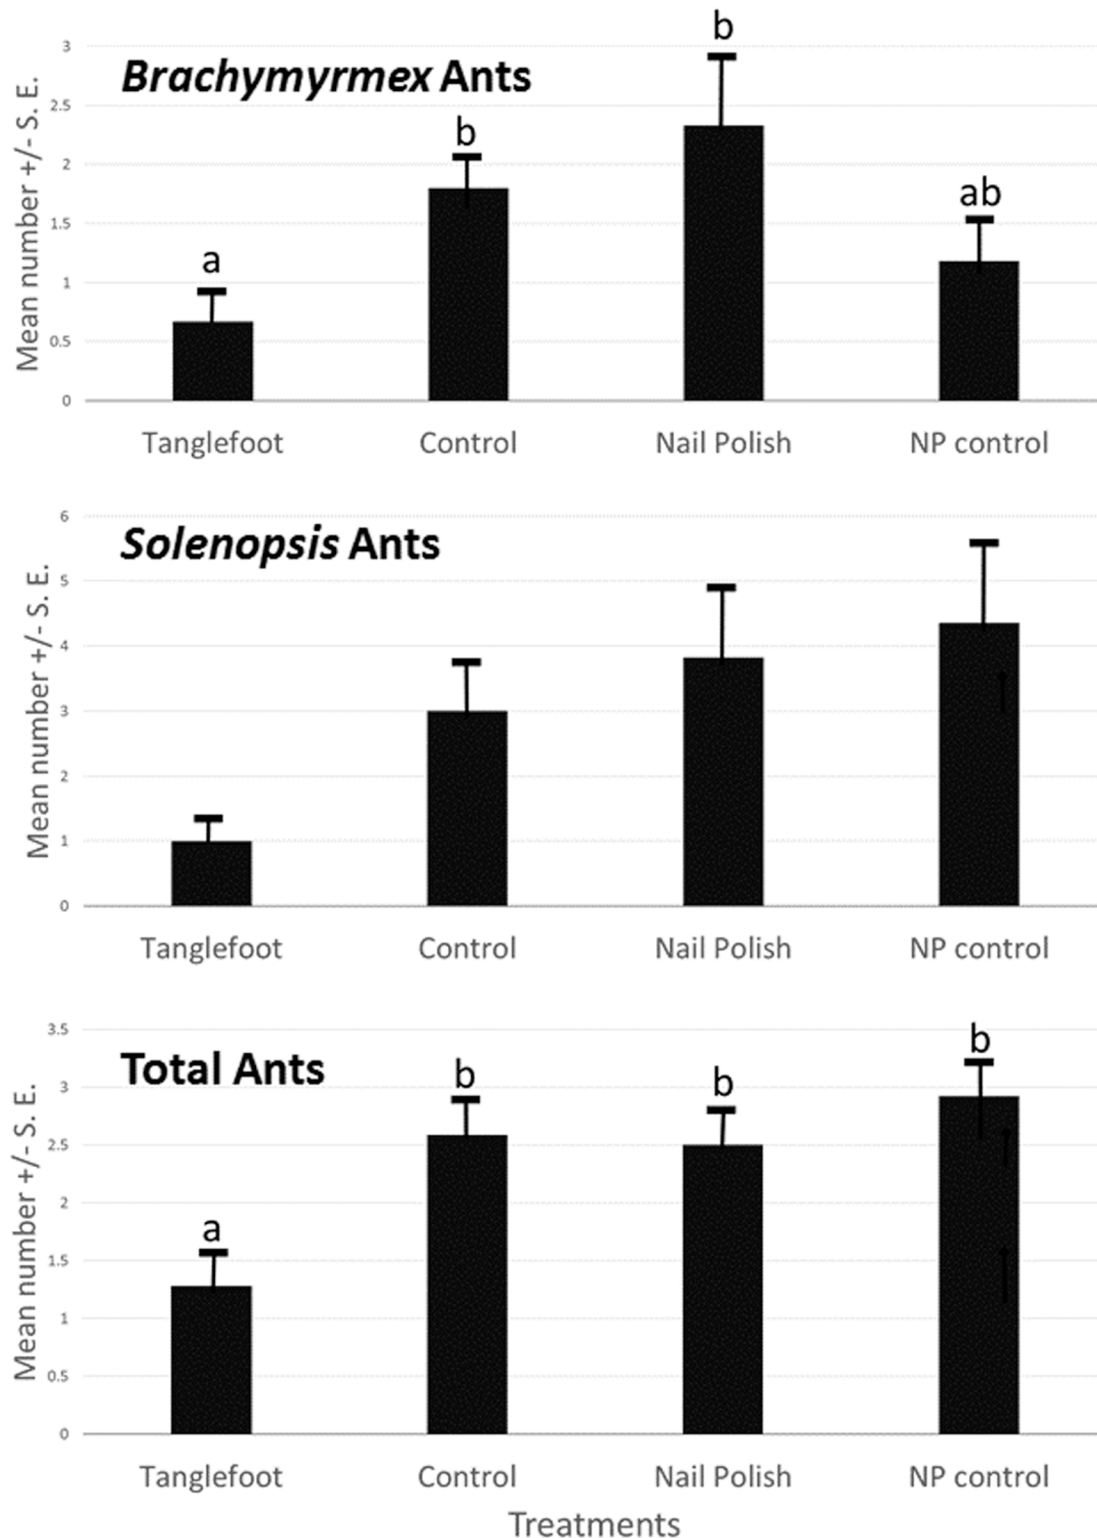 b
3
Brachymyrmex Ants
2.5
b
2
ab
1.5
a
1
0.5
0
Mean number +/- S. E.
Tanglefoot Control Nail Polish NP control
6
Solenopsis Ants
5
4
3
2
1
0
Mean number +/- S. E.
Tanglefoot Control Nail Polish NP control
3.5
Total Ants
b b b
3
2.5
2
a
1.5
1
0.5
0
Mean number +/- S. E.
Tanglefoot Control Nail Polish NP control
Treatments